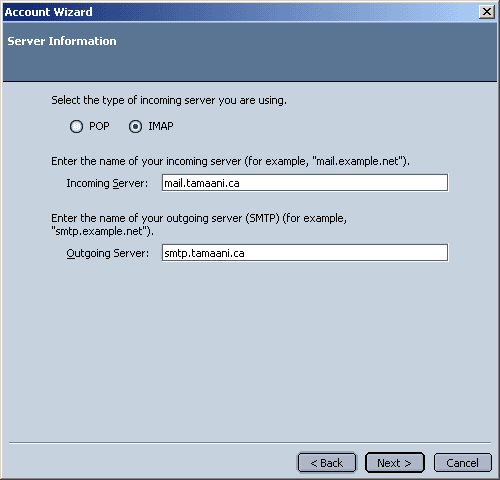 Account Wizard
Server Information
Select the type of incoming server you are using.
POP IMAP
Enter the name of your incoming server (for example, "mail.example.net").
Incoming Server: mail.tamaani.ca
Enter the name of your outgoing server (SMTP) (for example,
"smtp.example.net").
Outgoing Server: smtp.tamaani.ca
< Back Next > Cancel